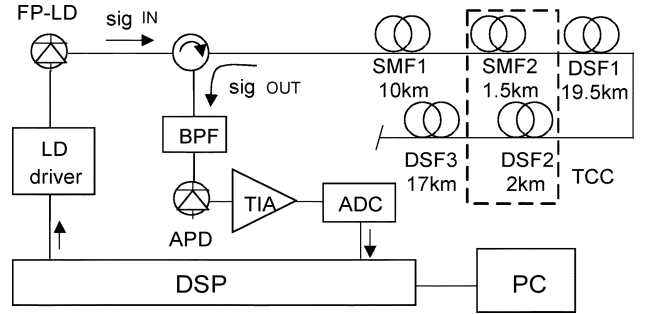 FP-LD
sig IN
SMF1
10km
SMF2
1.5km
DSF1
19.5km
sig OUT
BPF
LD
driver
DSF3
17km
DSF2
2km
TCC
TIA
ADC
APD
DSP
PC